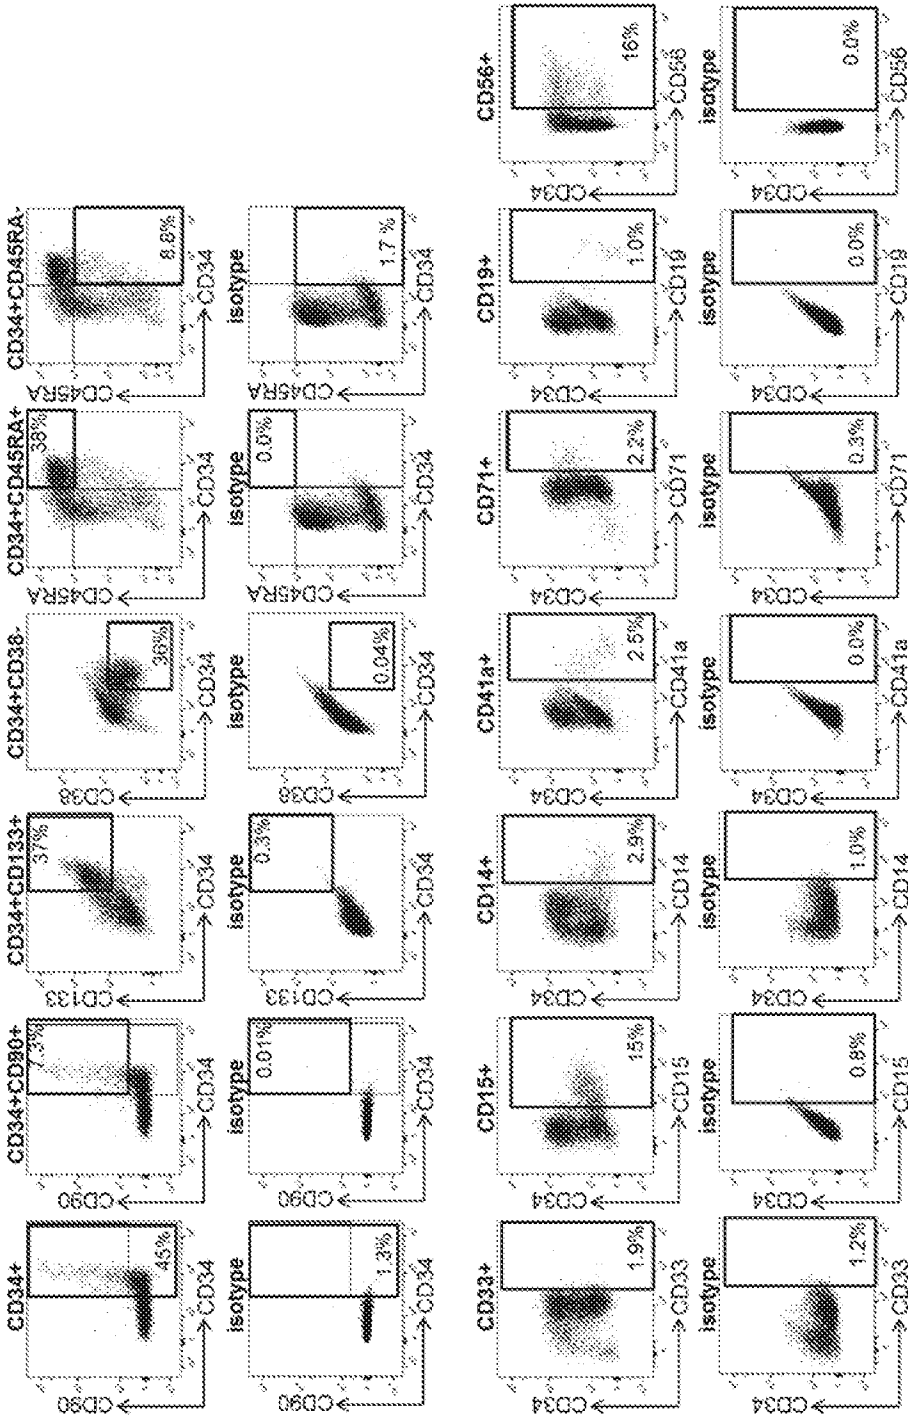 CD34+ CD34+CD90+ CD34+CD133+ CD34+CD38- CD34+CD45RA+ CD34+CD45RA-
CD90 CD90 CD133 CD38 CD45RA CD45RA
45% 7.3% 37% 36% 38% 8.8%
CD34 CD34 CD34 CD34 CD34 CD34
isotype isotype isotype isotype isotype isotype
CD90 CD90 CD133 CD38 CD45RA CD45RA
1.3% 0.01% 0.3% 0.04% 0.0% 1.7 %
CD34 CD34 CD34 CD34 CD34 CD34
CD33+ CD15+ CD14+ CD41a+ CD71+ CD19+ CD56+
CD34 CD34 CD34 CD34 CD34 CD34 CD34
1.9% 15% 2.9% 2.5% 2.2% 1.0% 16%
CD33 CD15 CD14 CD41a CD71 CD19 CD56
isotype isotype isotype isotype isotype isotype isotype
CD34 CD34 CD34 CD34 CD34 CD34 CD34
1.2% 0.8% 1.0% 0.0% 0.3% 0.0% 0.0%
CD33 CD15 CD14 CD41a CD71 CD19 CD56